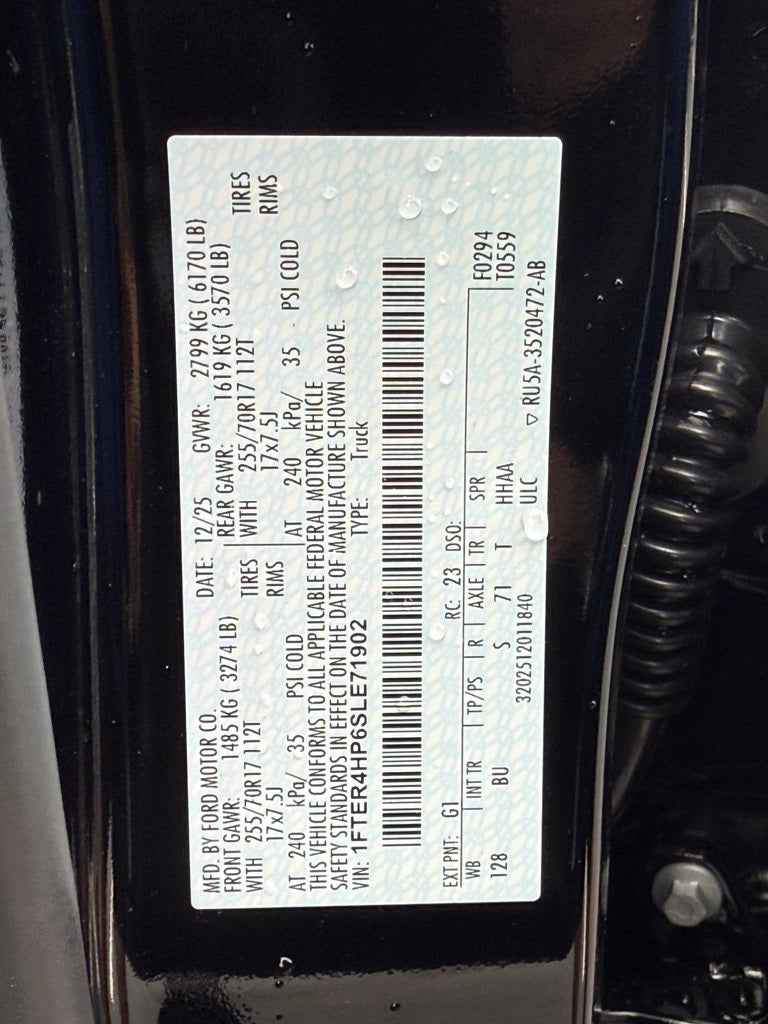 MFD. BY FORD MOTOR CO. DATE: 12/25 GVWR: 2799 KG ( 6170 LB)
FRONT GAWR: 1485 KG ( 3274 LB) REAR GAWR: 1619 KG ( 3570 LB)
WITH 255/70R17 112T TIRES WITH 255/70R17 112T TIRES
17x7.5J RIMS 17x7.5J RIMS
AT 240 kPa/ 35 PSI COLD AT 240 kPa/ 35 PSI COLD
THIS VEHICLE CONFORMS TO ALL APPLICABLE FEDERAL MOTOR VEHICLE
SAFETY STANDARDS IN EFFECT ON THE DATE OF MANUFACTURE SHOWN ABOVE.
VIN: 1FTER4HP6SLE71902 TYPE: Truck
EXT PNT: G1 RC: 23 DSO: F0294
WB INT TR TP/PS R AXLE TR SPR T0559
128 BU S 71 T HHAA
3202512011840 ULC ▽ RU5A-3520472-AB